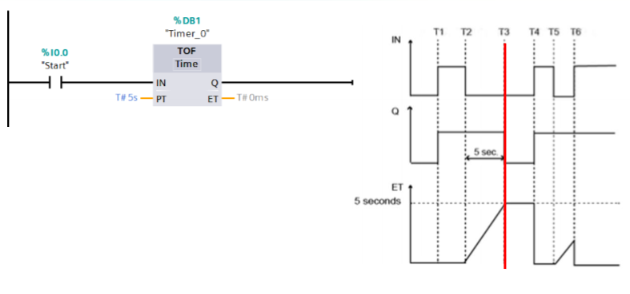 %DB1
"Timer_0"
%I0.0
"Start"
TOF
Time
IN
Q
T#5s
PT
ET
T#0ms
T1 T2 T3 T4 T5 T6
IN
Q
5 sec.
ET
5 seconds